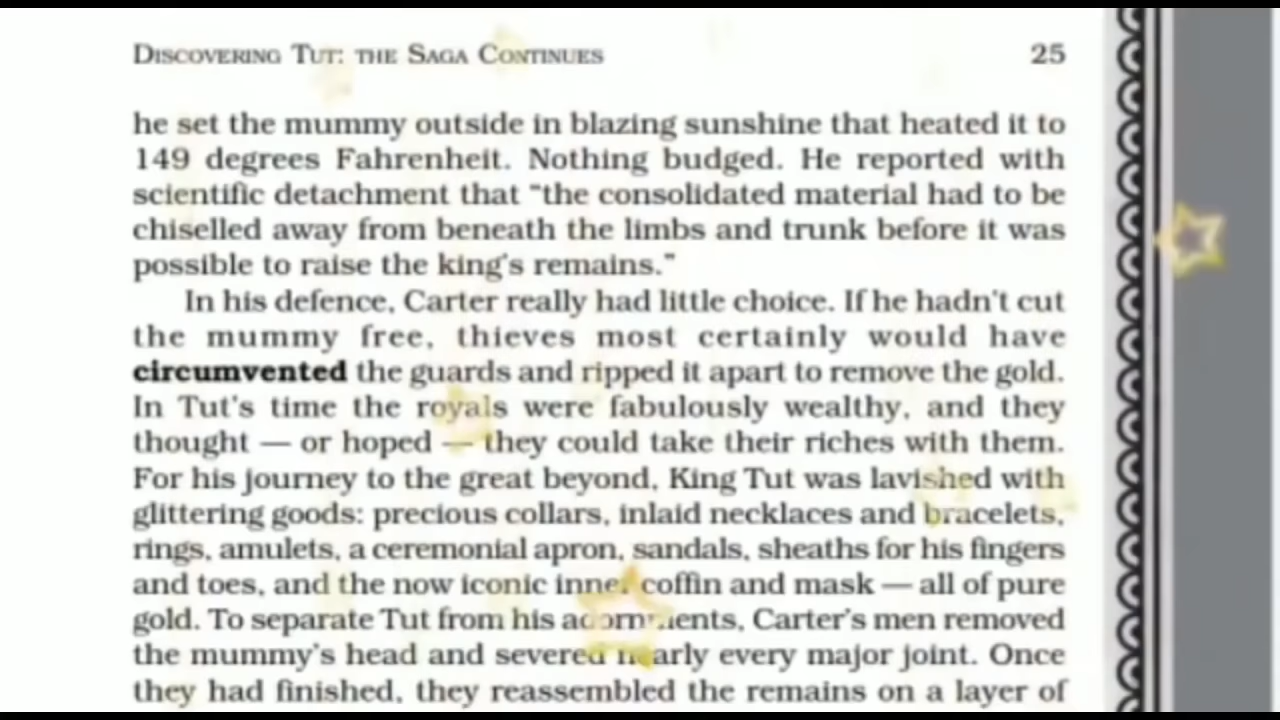 DISCOVERING TUT: THE SAGA CONTINUES 25
he set the mummy outside in blazing sunshine that heated it to
149 degrees Fahrenheit. Nothing budged. He reported with
scientific detachment that “the consolidated material had to be
chiselled away from beneath the limbs and trunk before it was
possible to raise the king's remains.”
In his defence, Carter really had little choice. If he hadn't cut
the mummy free, thieves most certainly would have
circumvented the guards and ripped it apart to remove the gold.
In Tut's time the royals were fabulously wealthy, and they
thought — or hoped — they could take their riches with them.
For his journey to the great beyond, King Tut was lavished with
glittering goods: precious collars, inlaid necklaces and bracelets,
rings, amulets, a ceremonial apron, sandals, sheaths for his fingers
and toes, and the now iconic inner coffin and mask — all of pure
gold. To separate Tut from his adornments, Carter's men removed
the mummy's head and severed nearly every major joint. Once
they had finished, they reassembled the remains on a layer of